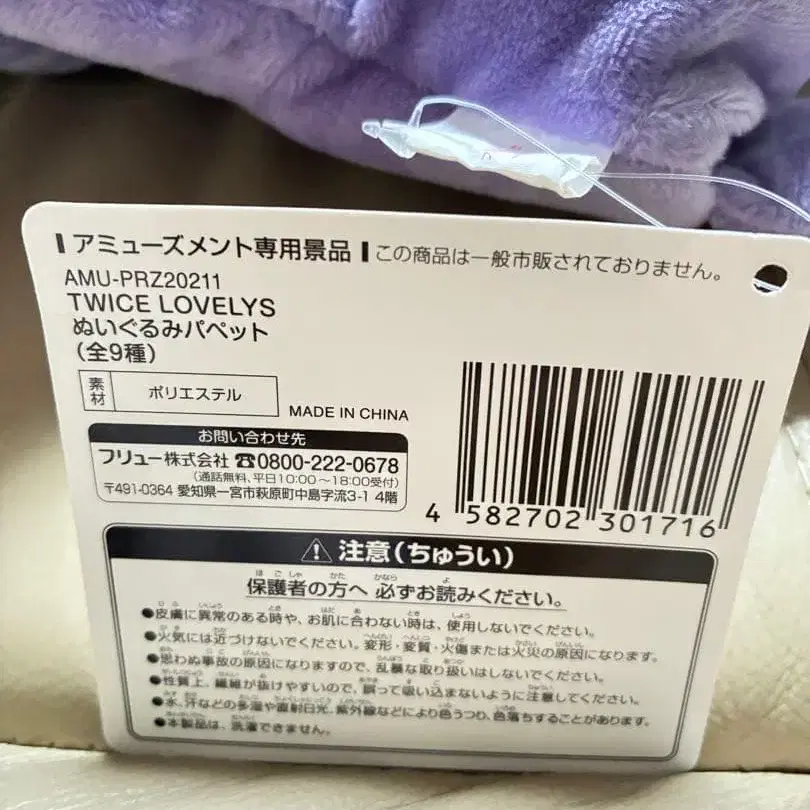 アミューズメント専用景品 この商品は一般市販されておりません。
AMU-PRZ20211
TWICE LOVELYS
ぬいぐるみパペット
(全9種)
素材 ポリエステル
MADE IN CHINA
お問い合わせ先
フリュー株式会社 ☎0800-222-0678
(通話無料、平日10:00～18:00受付)
〒491-0364 愛知県一宮市萩原町中島字流3-1 4階
4 582702 301716
⚠ 注意(ちゅうい)
保護者の方へ 必ずお読みください。
●皮膚に異常のある時や、お肌に合わない時は、使用しないでください。
●火気には近づけないでください。変形・変質・火傷または火災の原因になります。
●思わぬ事故の原因になりますので、乱暴な取り扱いはしないでください。
●性質上、繊維が抜けやすいので、誤って吸い込まないように注意してください。
●水、汗などの多湿や直射日光、紫外線などにより色うつり、色落ちすることがあります。
●本製品は、洗濯できません。